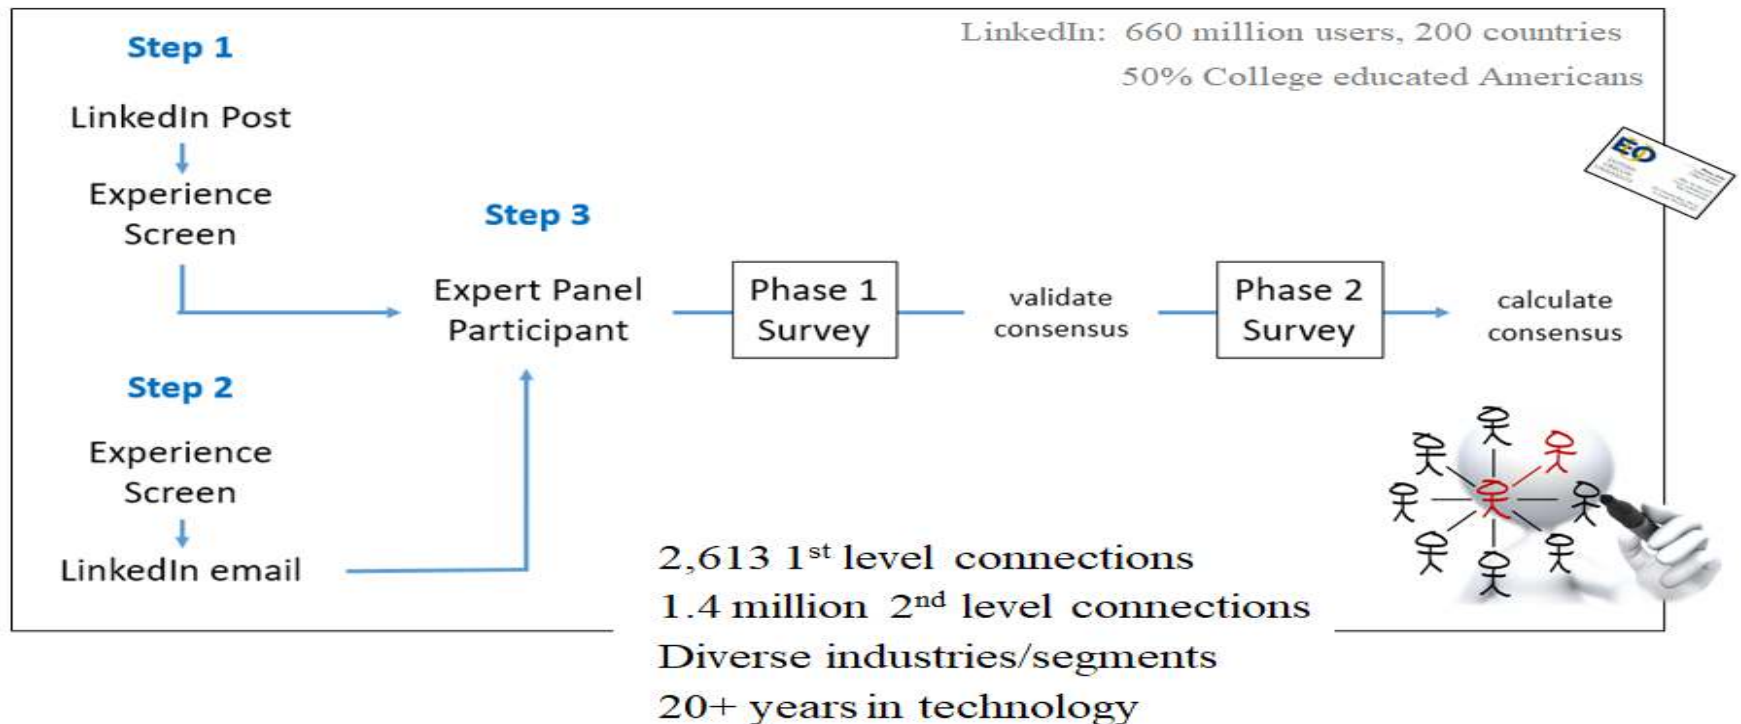 Step 1
LinkedIn: 660 million users, 200 countries
50% College educated Americans
LinkedIn Post
Experience
Screen
Step 3
Expert Panel
Participant
Phase 1
Survey
validate
consensus
Phase 2
Survey
calculate
consensus
Step 2
Experience
Screen
LinkedIn email
EO
2,613 1st level connections
1.4 million 2nd level connections
Diverse industries/segments
20+ years in technology